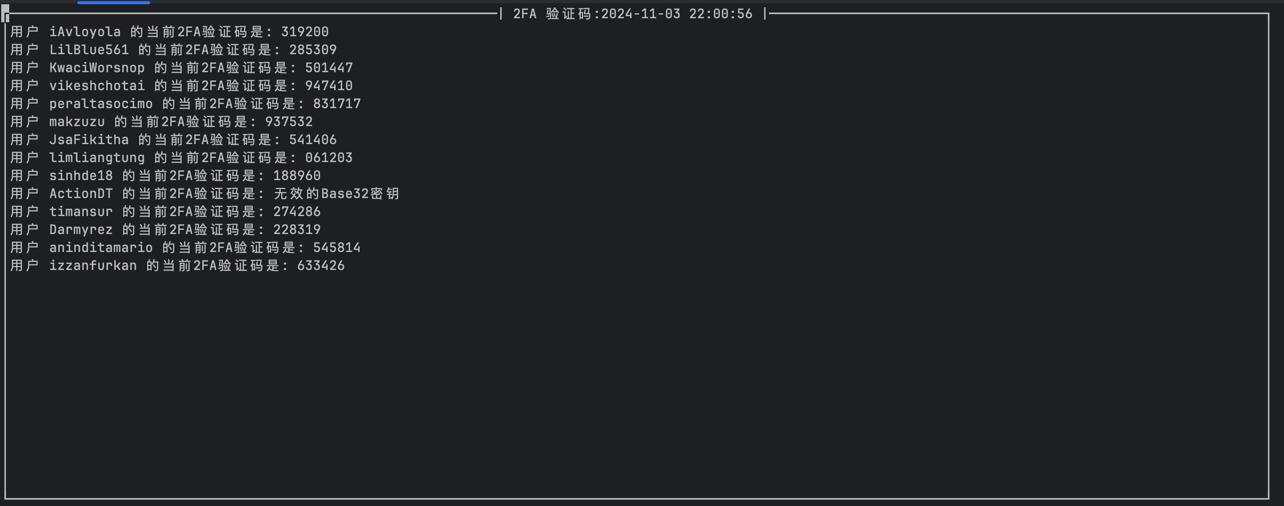 2FA 验证码:2024-11-03 22:00:56
用户 iAvloyola 的当前2FA验证码是: 319200
用户 LilBlue561 的当前2FA验证码是: 285309
用户 KwaciWorsnop 的当前2FA验证码是: 501447
用户 vikeshchotai 的当前2FA验证码是: 947410
用户 peraltasocimo 的当前2FA验证码是: 831717
用户 makzuzu 的当前2FA验证码是: 937532
用户 JsaFikitha 的当前2FA验证码是: 541406
用户 limliangtung 的当前2FA验证码是: 061203
用户 sinhde18 的当前2FA验证码是: 188960
用户 ActionDT 的当前2FA验证码是: 无效的Base32密钥
用户 timansur 的当前2FA验证码是: 274286
用户 Darmyrez 的当前2FA验证码是: 228319
用户 aninditamario 的当前2FA验证码是: 545814
用户 izzanfurkan 的当前2FA验证码是: 633426